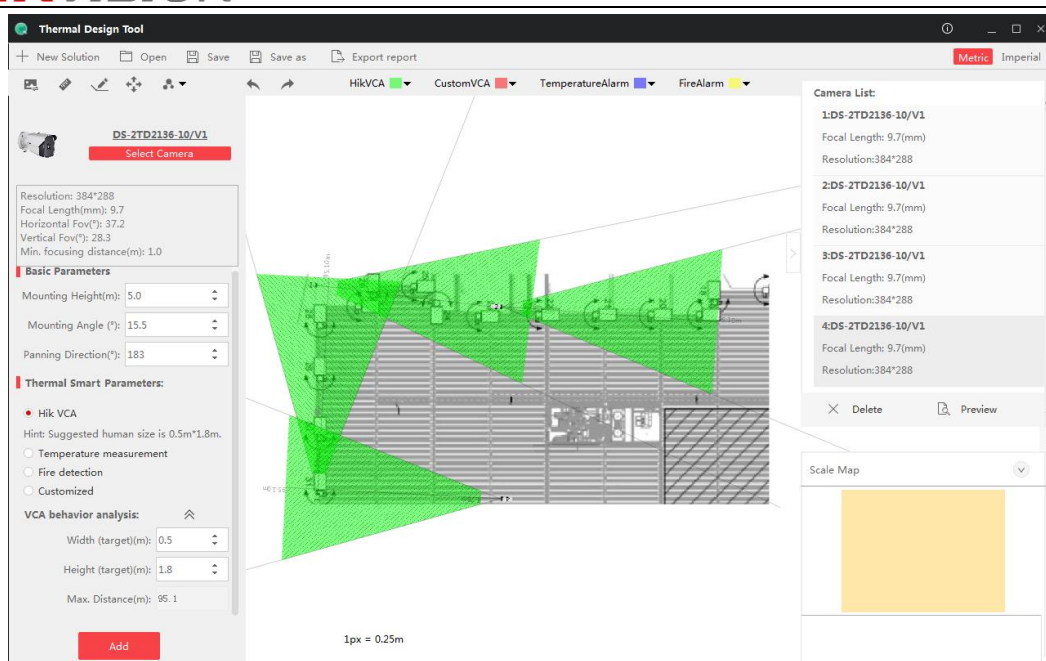 Thermal Design Tool
New Solution Open Save Save as Export report Metric Imperial
HikVCA CustomVCA TemperatureAlarm FireAlarm
DS-2TD2136-10/V1
Select Camera
Resolution: 384*288
Focal Length(mm): 9.7
Horizontal Fov(°): 37.2
Vertical Fov(°): 28.3
Min. focusing distance(m): 1.0
Basic Parameters
Mounting Height(m): 5.0
Mounting Angle (°): 15.5
Panning Direction(°): 183
Thermal Smart Parameters:
Hik VCA
Hint: Suggested human size is 0.5m*1.8m.
Temperature measurement
Fire detection
Customized
VCA behavior analysis:
Width (target)(m): 0.5
Height (target)(m): 1.8
Max. Distance(m): 95.1
Add
1px = 0.25m
Camera List:
1:DS-2TD2136-10/V1
Focal Length: 9.7(mm)
Resolution:384*288
2:DS-2TD2136-10/V1
Focal Length: 9.7(mm)
Resolution:384*288
3:DS-2TD2136-10/V1
Focal Length: 9.7(mm)
Resolution:384*288
4:DS-2TD2136-10/V1
Focal Length: 9.7(mm)
Resolution:384*288
Delete Preview
Scale Map